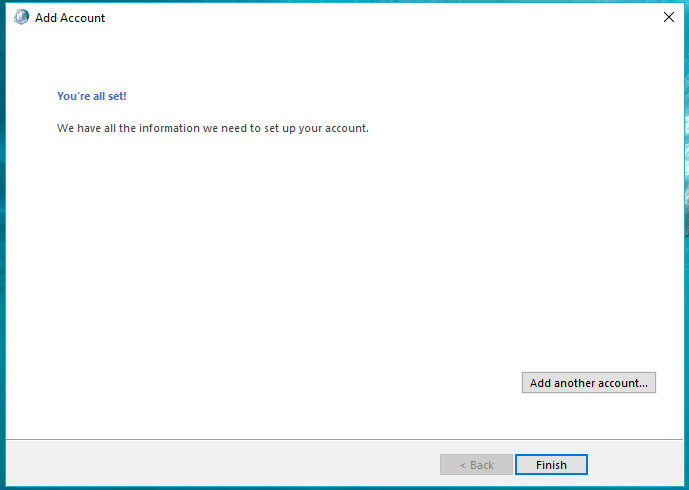 Add Account
You're all set!
We have all the information we need to set up your account.
Add another account...
< Back
Finish